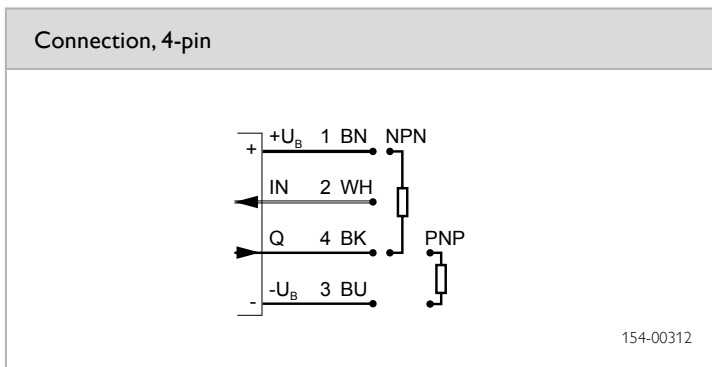 Connection, 4-pin
+U_B 1 BN NPN
+
IN 2 WH
Q 4 BK PNP
-U_B 3 BU
-
154-00312